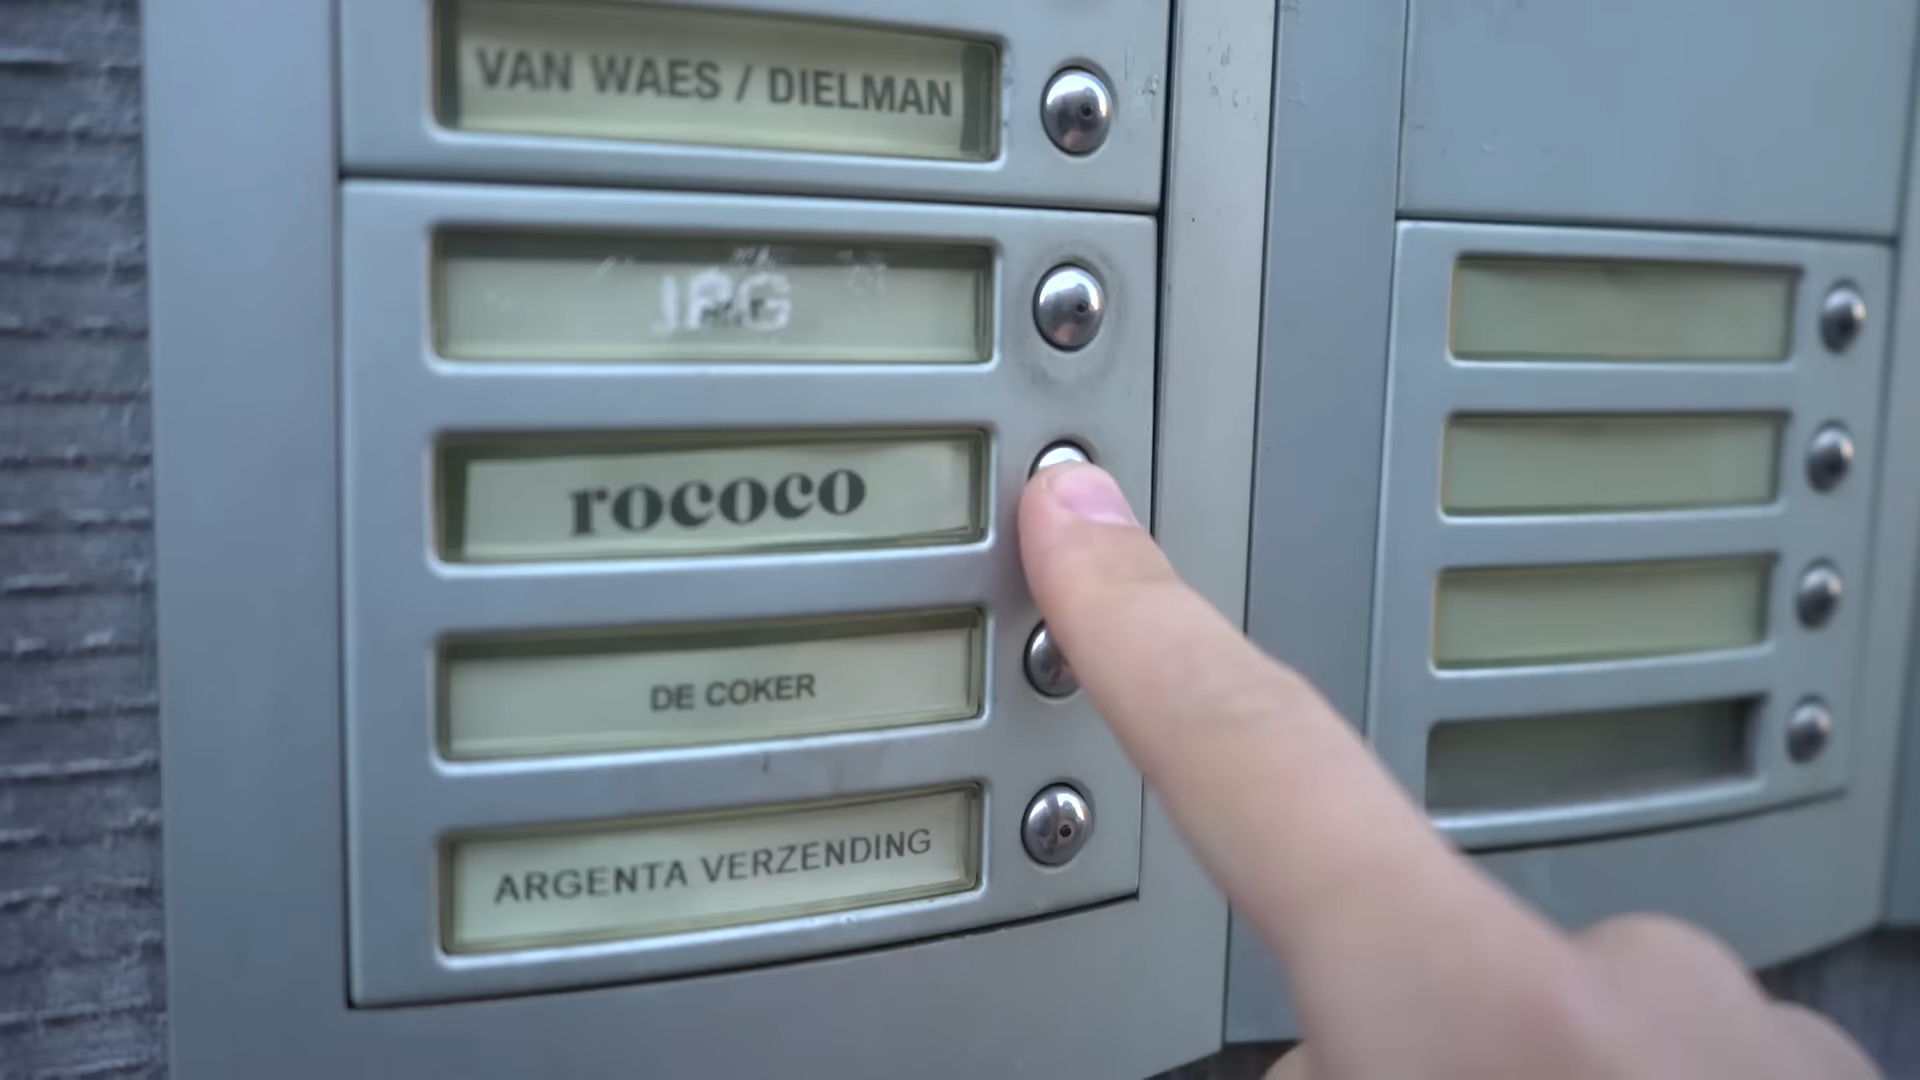 VAN WAES / DIELMAN
rococo
DE COKER
ARGENTA VERZENDING